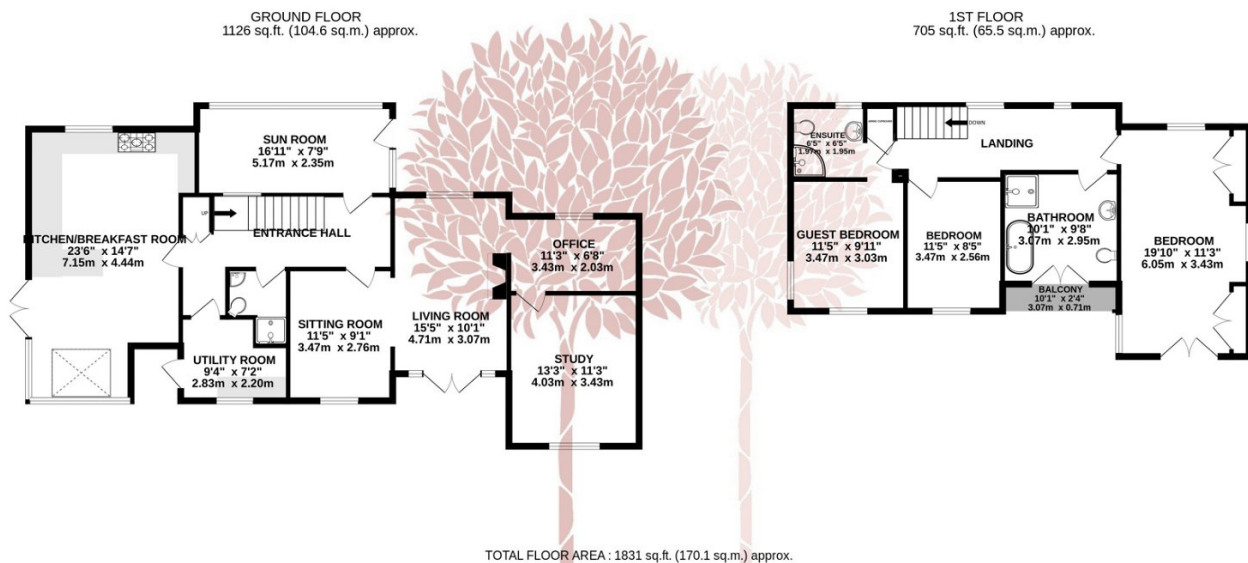 GROUND FLOOR
1126 sq.ft. (104.6 sq.m.) approx.
1ST FLOOR
705 sq.ft. (65.5 sq.m.) approx.
SUN ROOM
16'11" x 7'9"
5.17m x 2.35m
UP
ENTRANCE HALL
KITCHEN/BREAKFAST ROOM
23'6" x 14'7"
7.15m x 4.44m
OFFICE
11'3" x 6'8"
3.43m x 2.03m
SITTING ROOM
11'5" x 9'1"
3.47m x 2.76m
LIVING ROOM
15'5" x 10'1"
4.71m x 3.07m
UTILITY ROOM
9'4" x 7'2"
2.83m x 2.20m
STUDY
13'3" x 11'3"
4.03m x 3.43m
ENSUITE
6'5" x 6'5"
1.97m x 1.95m
DOWN
LANDING
GUEST BEDROOM
11'5" x 9'11"
3.47m x 3.03m
BEDROOM
11'5" x 8'5"
3.47m x 2.56m
BATHROOM
10'1" x 9'8"
3.07m x 2.95m
BEDROOM
19'10" x 11'3"
6.05m x 3.43m
BALCONY
10'1" x 2'4"
3.07m x 0.71m
TOTAL FLOOR AREA : 1831 sq.ft. (170.1 sq.m.) approx.